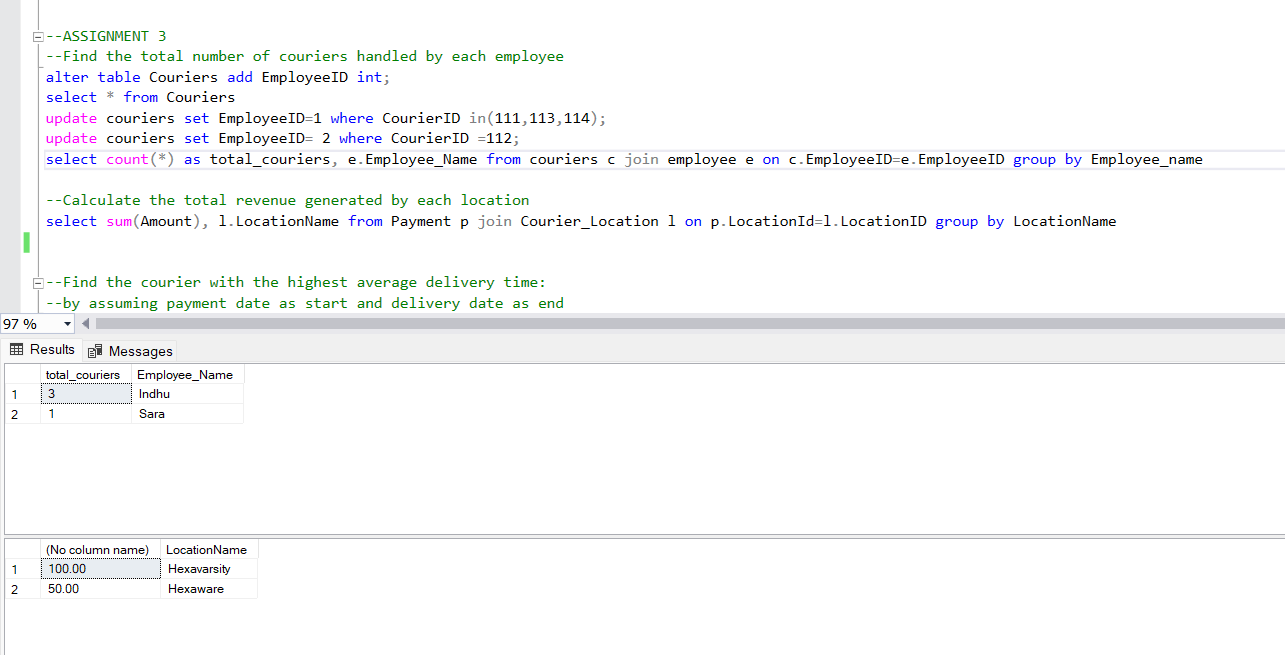 --ASSIGNMENT 3
--Find the total number of couriers handled by each employee
alter table Couriers add EmployeeID int;
select * from Couriers
update couriers set EmployeeID=1 where CourierID in(111,113,114);
update couriers set EmployeeID= 2 where CourierID =112;
select count(*) as total_couriers, e.Employee_Name from couriers c join employee e on c.EmployeeID=e.EmployeeID group by Employee_name
--Calculate the total revenue generated by each location
select sum(Amount), l.LocationName from Payment p join Courier_Location l on p.LocationId=l.LocationID group by LocationName
--Find the courier with the highest average delivery time:
--by assuming payment date as start and delivery date as end
97 %
Results Messages
total_couriers Employee_Name
1 3 Indhu
2 1 Sara
(No column name) LocationName
1 100.00 Hexavarsity
2 50.00 Hexaware